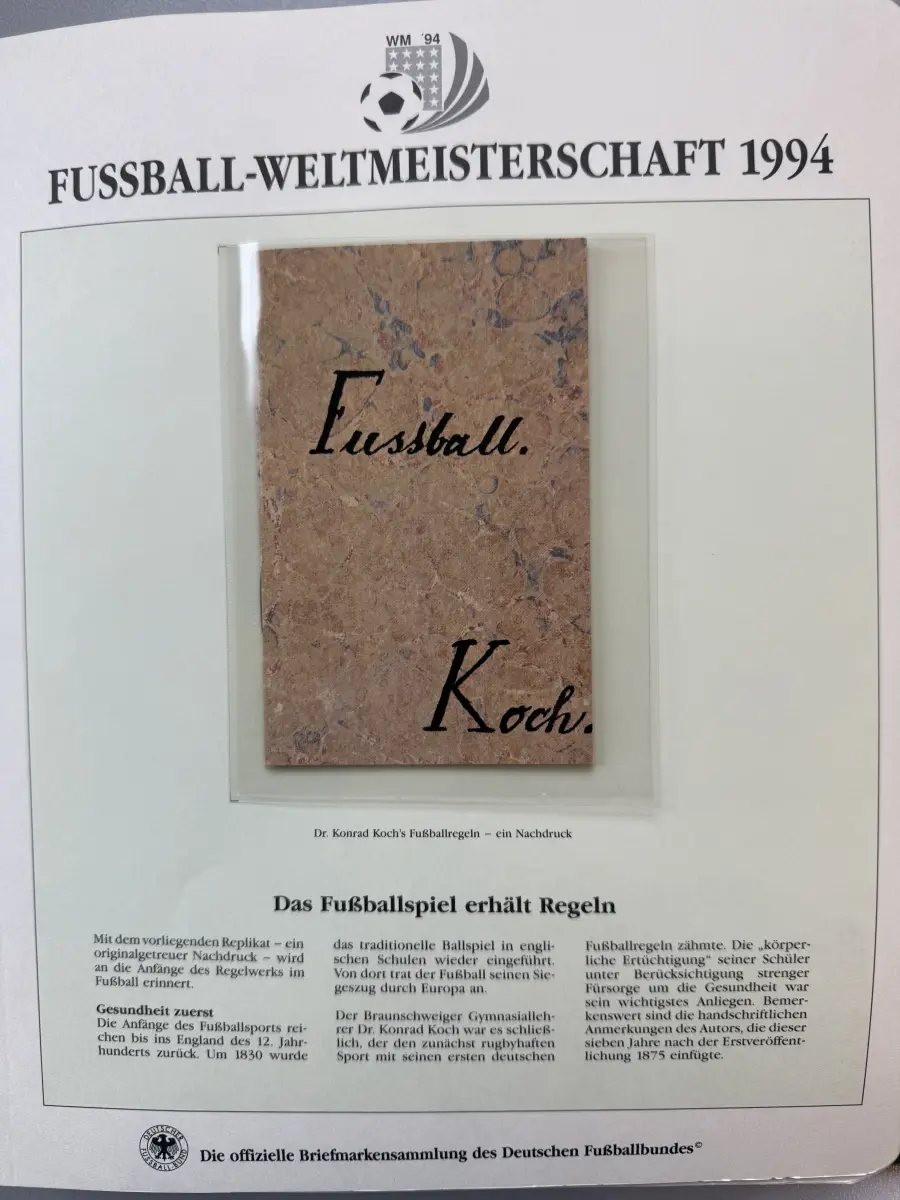 WM '94
FUSSBALL-WELTMEISTERSCHAFT 1994
Fussball.
Koch.
Dr. Konrad Koch's Fußballregeln – ein Nachdruck
Das Fußballspiel erhält Regeln
Mit dem vorliegenden Replikat – ein
originalgetreuer Nachdruck – wird
an die Anfänge des Regelwerks im
Fußball erinnert.
Gesundheit zuerst
Die Anfänge des Fußballsports rei-
chen bis ins England des 12. Jahr-
hunderts zurück. Um 1830 wurde
das traditionelle Ballspiel in engli-
schen Schulen wieder eingeführt.
Von dort trat der Fußball seinen Sie-
geszug durch Europa an.
Der Braunschweiger Gymnasialleh-
rer Dr. Konrad Koch war es schließ-
lich, der den zunächst rugbyhaften
Sport mit seinen ersten deutschen
Fußballregeln zähmte. Die „körper-
liche Ertüchtigung“ seiner Schüler
unter Berücksichtigung strenger
Fürsorge um die Gesundheit war
sein wichtigstes Anliegen. Bemer-
kenswert sind die handschriftlichen
Anmerkungen des Autors, die dieser
sieben Jahre nach der Erstveröffent-
lichung 1875 einfügte.
DEUTSCHER
FUSSBALL-BUND
Die offizielle Briefmarkensammlung des Deutschen Fußballbundes©